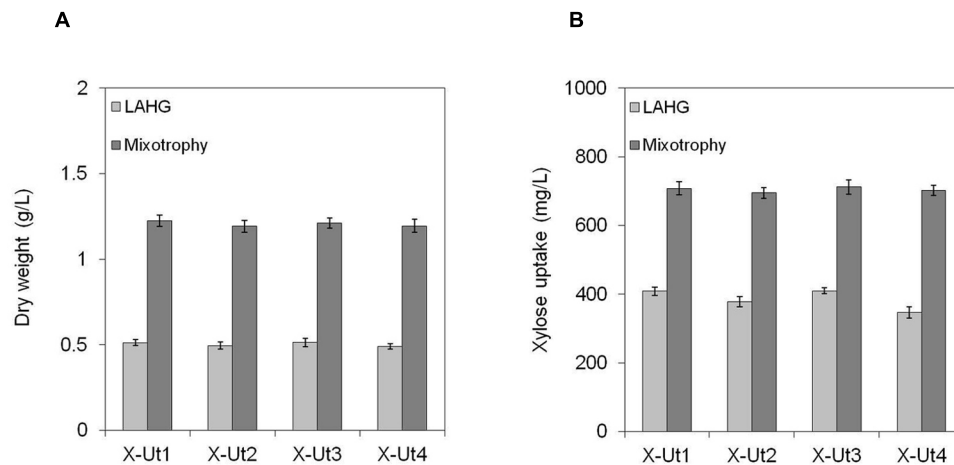 A
Dry weight (g/L)
2
1.5
1
0.5
0
LAHG
Mixotrophy
X-Ut1 X-Ut2 X-Ut3 X-Ut4
B
Xylose uptake (mg/L)
1000
800
600
400
200
0
LAHG
Mixotrophy
X-Ut1 X-Ut2 X-Ut3 X-Ut4